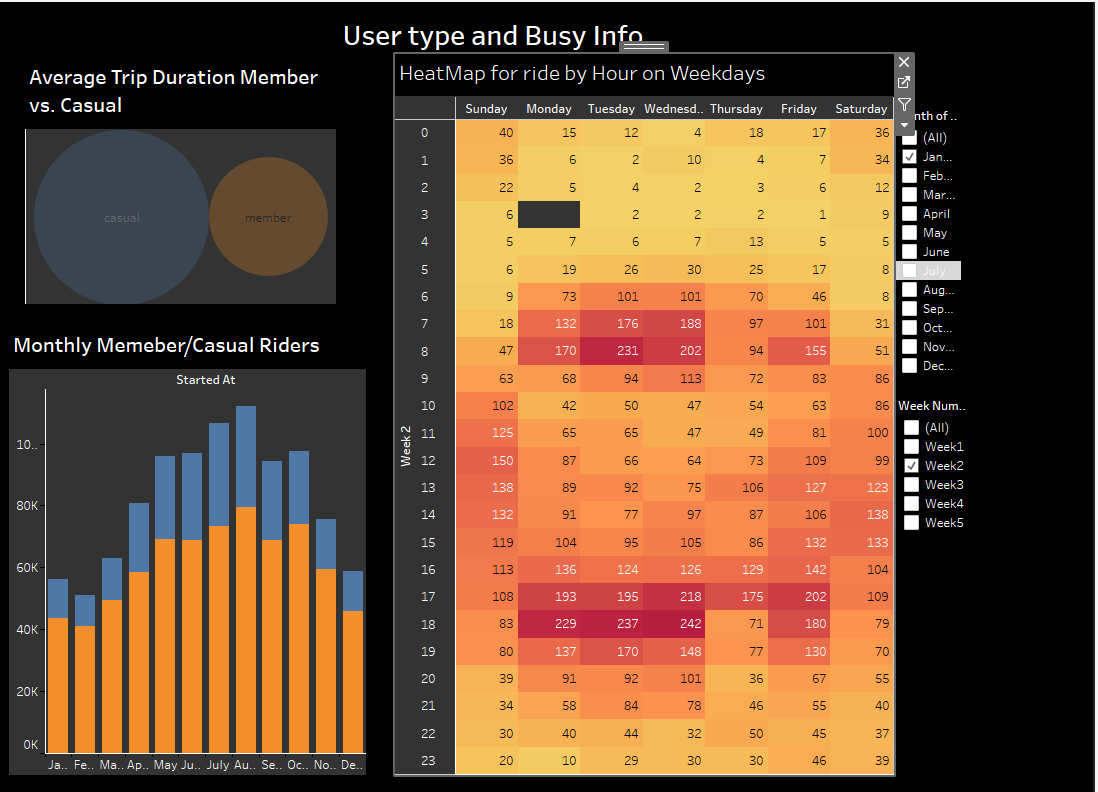 User type and Busy Info
Average Trip Duration Member
vs. Casual
casual
member
Monthly Memeber/Casual Riders
Started At
10..
80K
60K
40K
20K
0K
Ja.. Fe.. Ma.. Ap.. May Ju.. July Au.. Se.. Oc.. No.. De..
HeatMap for ride by Hour on Weekdays
Sunday Monday Tuesday Wednesd.. Thursday Friday Saturday
Week 2
0 40 15 12 4 18 17 36
1 36 6 2 10 4 7 34
2 22 5 4 2 3 6 12
3 6 2 2 2 1 9
4 5 7 6 7 13 5 5
5 6 19 26 30 25 17 8
6 9 73 101 101 70 46 8
7 18 132 176 188 97 101 31
8 47 170 231 202 94 155 51
9 63 68 94 113 72 83 86
10 102 42 50 47 54 63 86
11 125 65 65 47 49 81 100
12 150 87 66 64 73 109 99
13 138 89 92 75 106 127 123
14 132 91 77 97 87 106 138
15 119 104 95 105 86 132 133
16 113 136 124 126 129 142 104
17 108 193 195 218 175 202 109
18 83 229 237 242 71 180 79
19 80 137 170 148 77 130 70
20 39 91 92 101 36 67 55
21 34 58 84 78 46 55 40
22 30 40 44 32 50 45 37
23 20 10 29 30 30 46 39
nth of ..
(All)
Jan...
Feb...
Mar...
April
May
June
July
Aug...
Sep...
Oct...
Nov...
Dec...
Week Num..
(All)
Week1
Week2
Week3
Week4
Week5